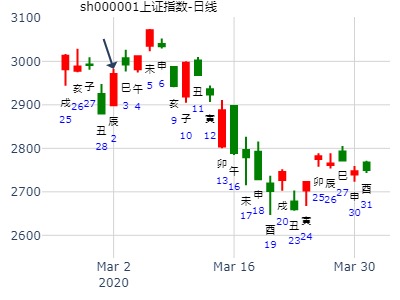 sh000001上证指数-日线
3100
3000
2900
2800
2700
2600
戌
25
亥
26
子
27
丑
28
辰
2
巳
3
午
4
未
5
申
6
亥
9
子
10
丑
11
寅
12
卯
13
午
16
未
17
申
18
酉
19
戌
20
丑
23
寅
24
卯
25
辰
26
巳
27
申
30
酉
31
Mar 2
2020
Mar 16
Mar 30